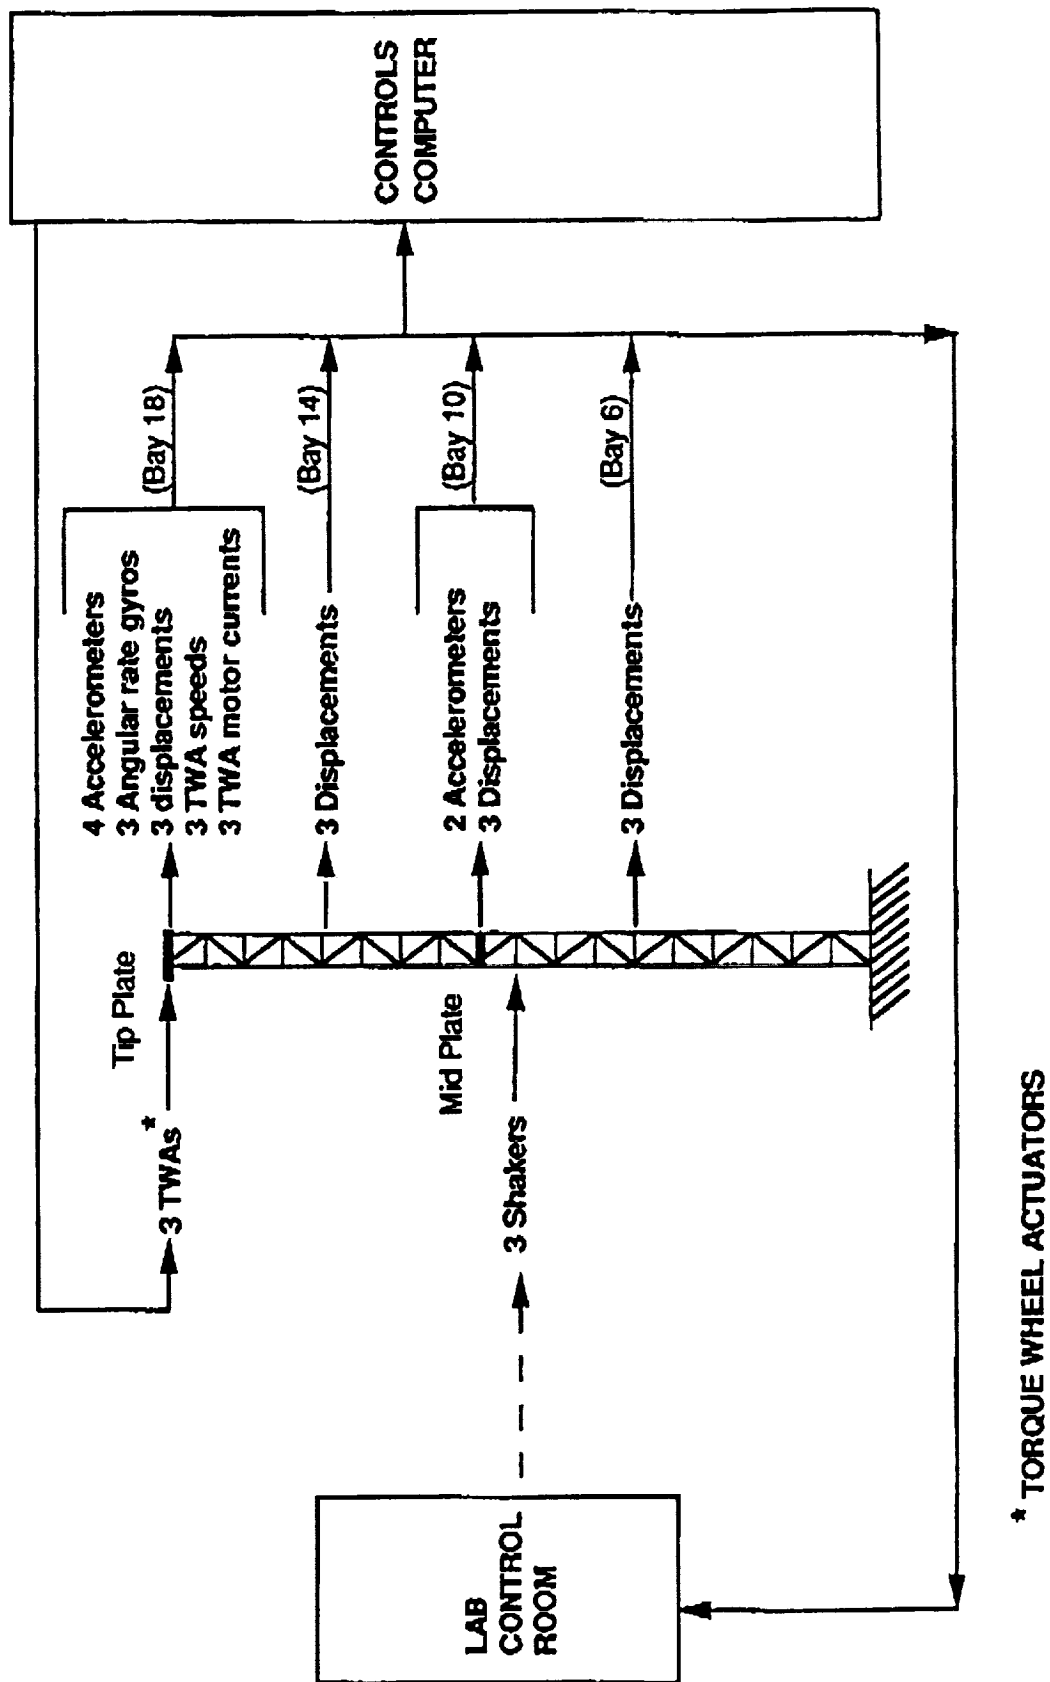 Tip Plate
3 TWAs*
4 Accelerometers
3 Angular rate gyros
3 displacements
3 TWA speeds
3 TWA motor currents
(Bay 18)
3 Displacements
(Bay 14)
Mid Plate
2 Accelerometers
3 Displacements
(Bay 10)
3 Shakers
3 Displacements
(Bay 6)
LAB
CONTROL
ROOM
CONTROLS
COMPUTER
* TORQUE WHEEL ACTUATORS